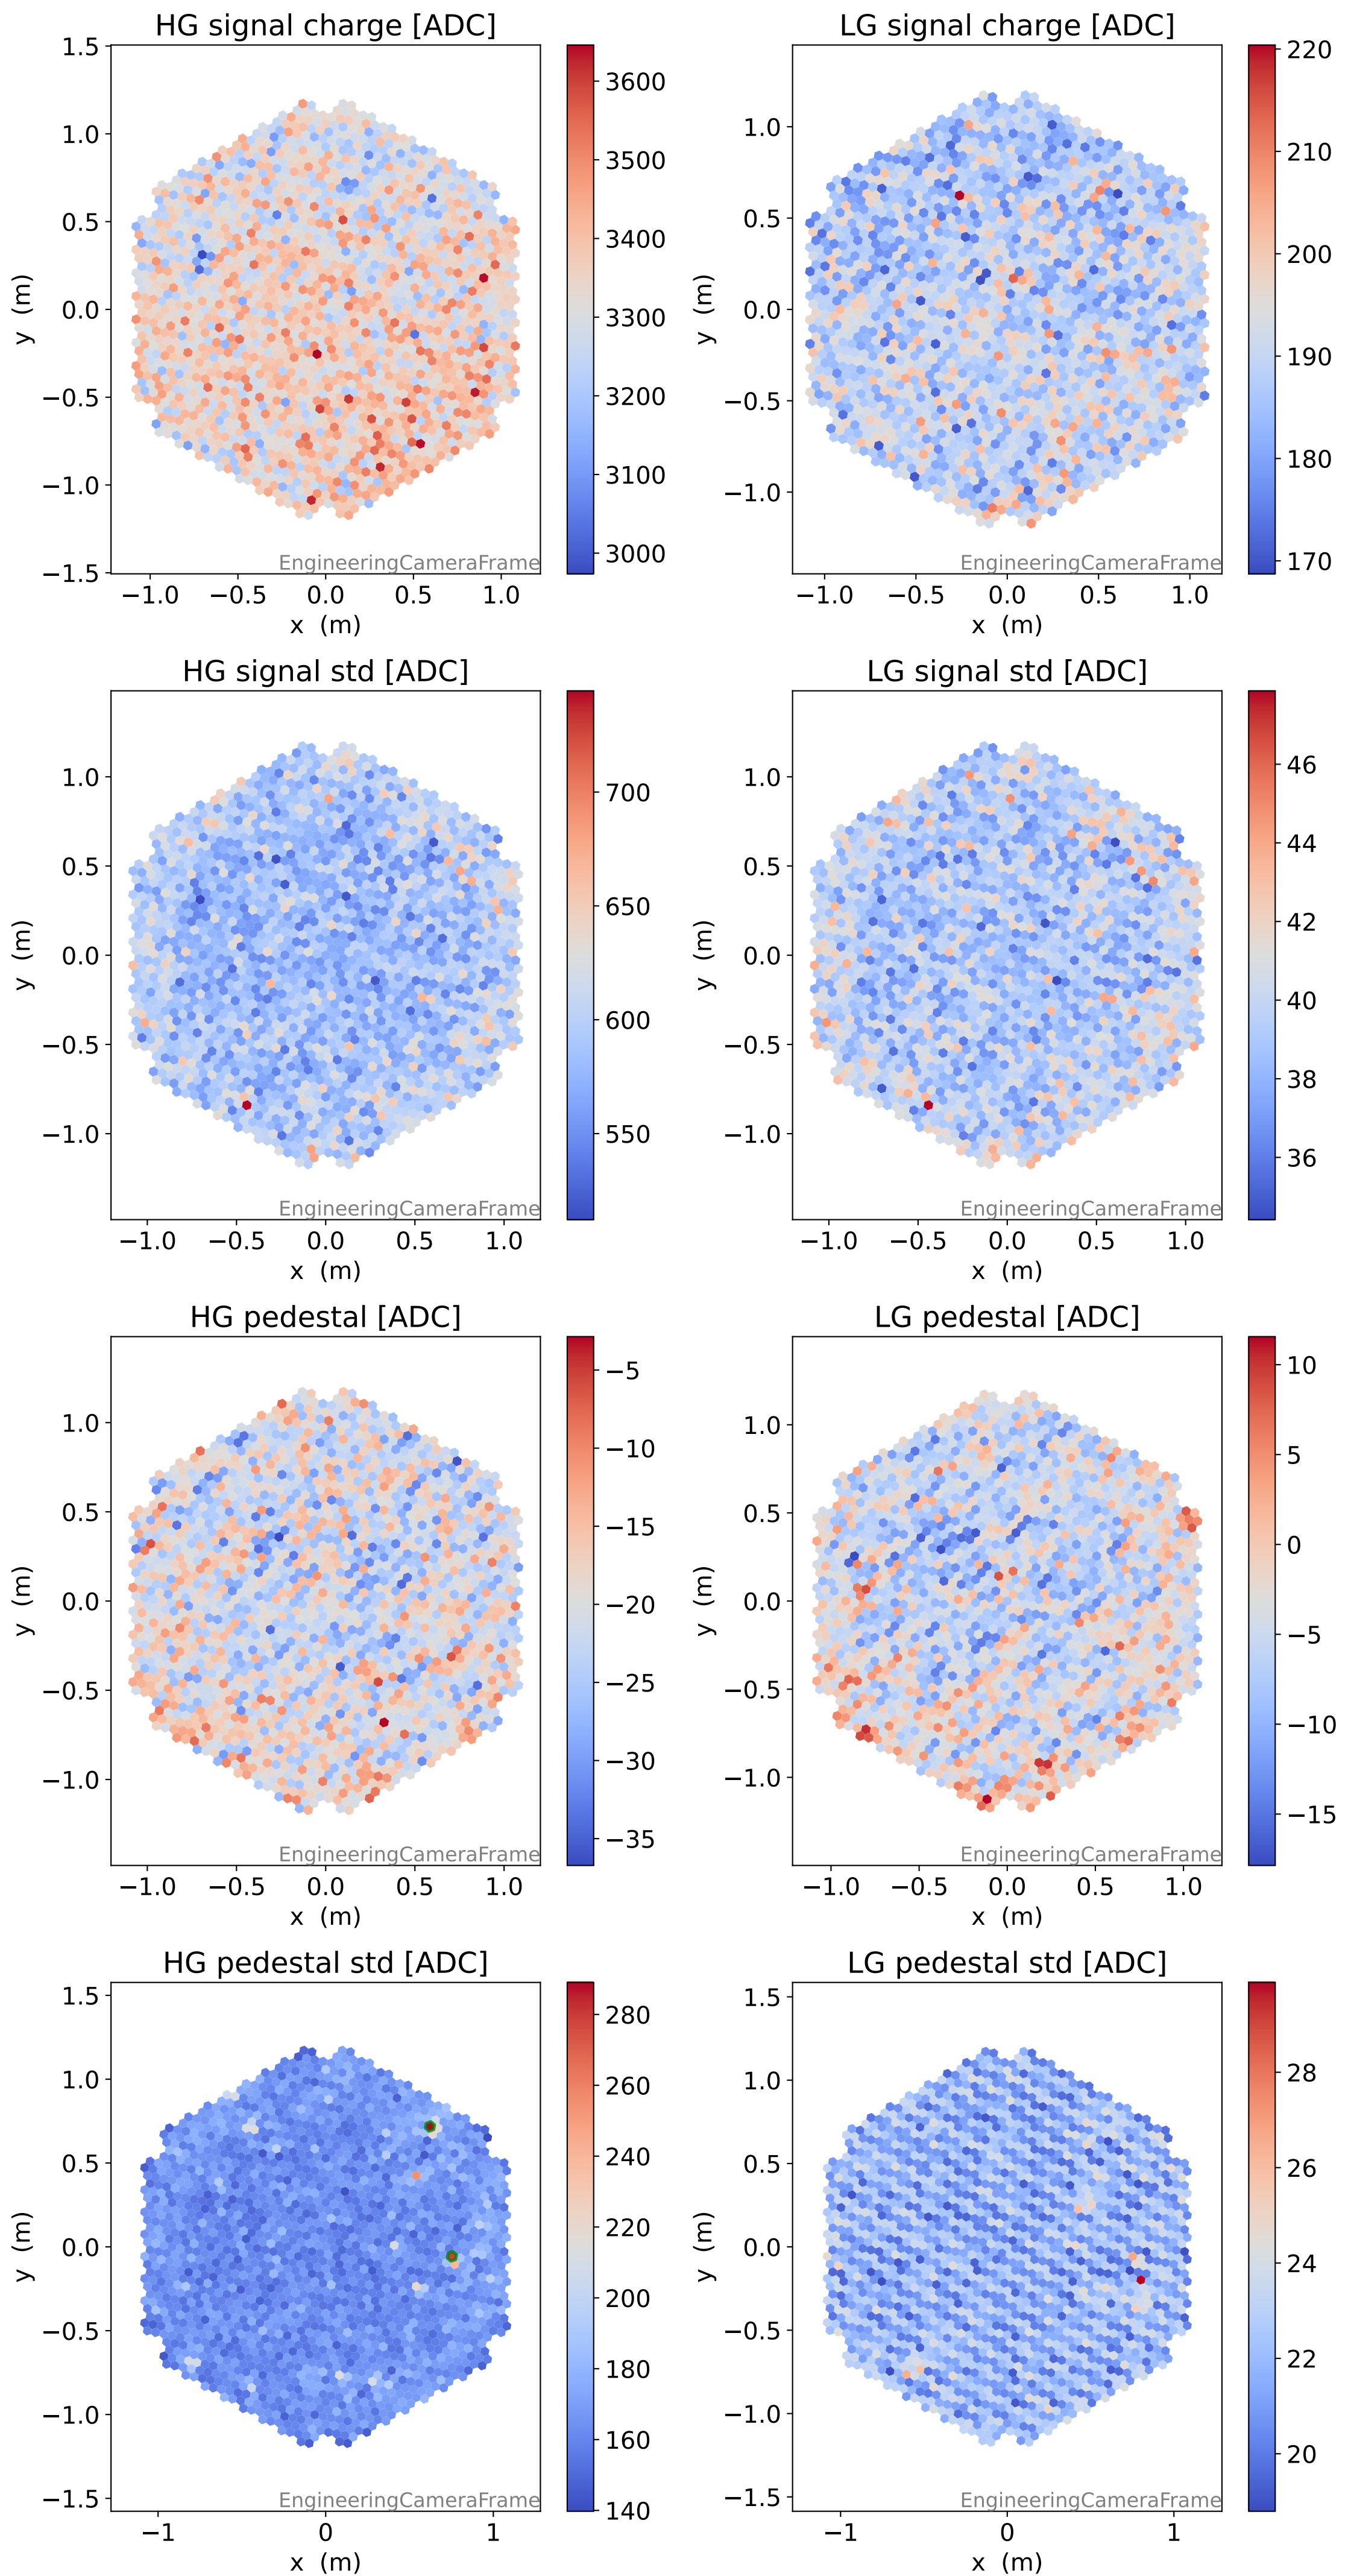 HG signal charge [ADC]
1.5
1.0
0.5
0.0
−0.5
−1.0
−1.5
y (m)
−1.0 −0.5 0.0 0.5 1.0
x (m)
EngineeringCameraFrame
3600
3500
3400
3300
3200
3100
3000
LG signal charge [ADC]
1.0
0.5
0.0
−0.5
−1.0
y (m)
−1.0 −0.5 0.0 0.5 1.0
x (m)
EngineeringCameraFrame
220
210
200
190
180
170
HG signal std [ADC]
1.0
0.5
0.0
−0.5
−1.0
y (m)
−1.0 −0.5 0.0 0.5 1.0
x (m)
EngineeringCameraFrame
700
650
600
550
LG signal std [ADC]
1.0
0.5
0.0
−0.5
−1.0
y (m)
−1.0 −0.5 0.0 0.5 1.0
x (m)
EngineeringCameraFrame
46
44
42
40
38
36
HG pedestal [ADC]
1.0
0.5
0.0
−0.5
−1.0
y (m)
−1.0 −0.5 0.0 0.5 1.0
x (m)
EngineeringCameraFrame
−5
−10
−15
−20
−25
−30
−35
LG pedestal [ADC]
1.0
0.5
0.0
−0.5
−1.0
y (m)
−1.0 −0.5 0.0 0.5 1.0
x (m)
EngineeringCameraFrame
10
5
0
−5
−10
−15
HG pedestal std [ADC]
1.5
1.0
0.5
0.0
−0.5
−1.0
−1.5
y (m)
−1 0 1
x (m)
EngineeringCameraFrame
280
260
240
220
200
180
160
140
LG pedestal std [ADC]
1.5
1.0
0.5
0.0
−0.5
−1.0
−1.5
y (m)
−1 0 1
x (m)
EngineeringCameraFrame
28
26
24
22
20